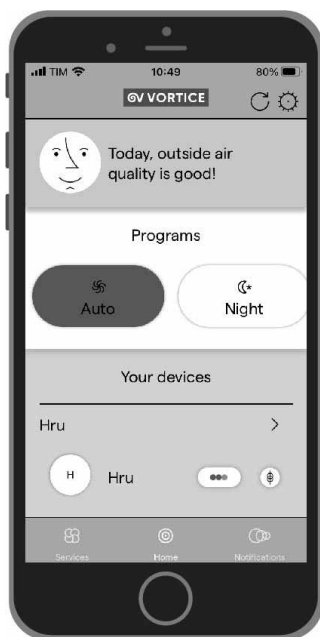 TIM 10:49 80%
VORTICE
Today, outside air
quality is good!
Programs
Auto Night
Your devices
Hru
H Hru
Services Home Notifications